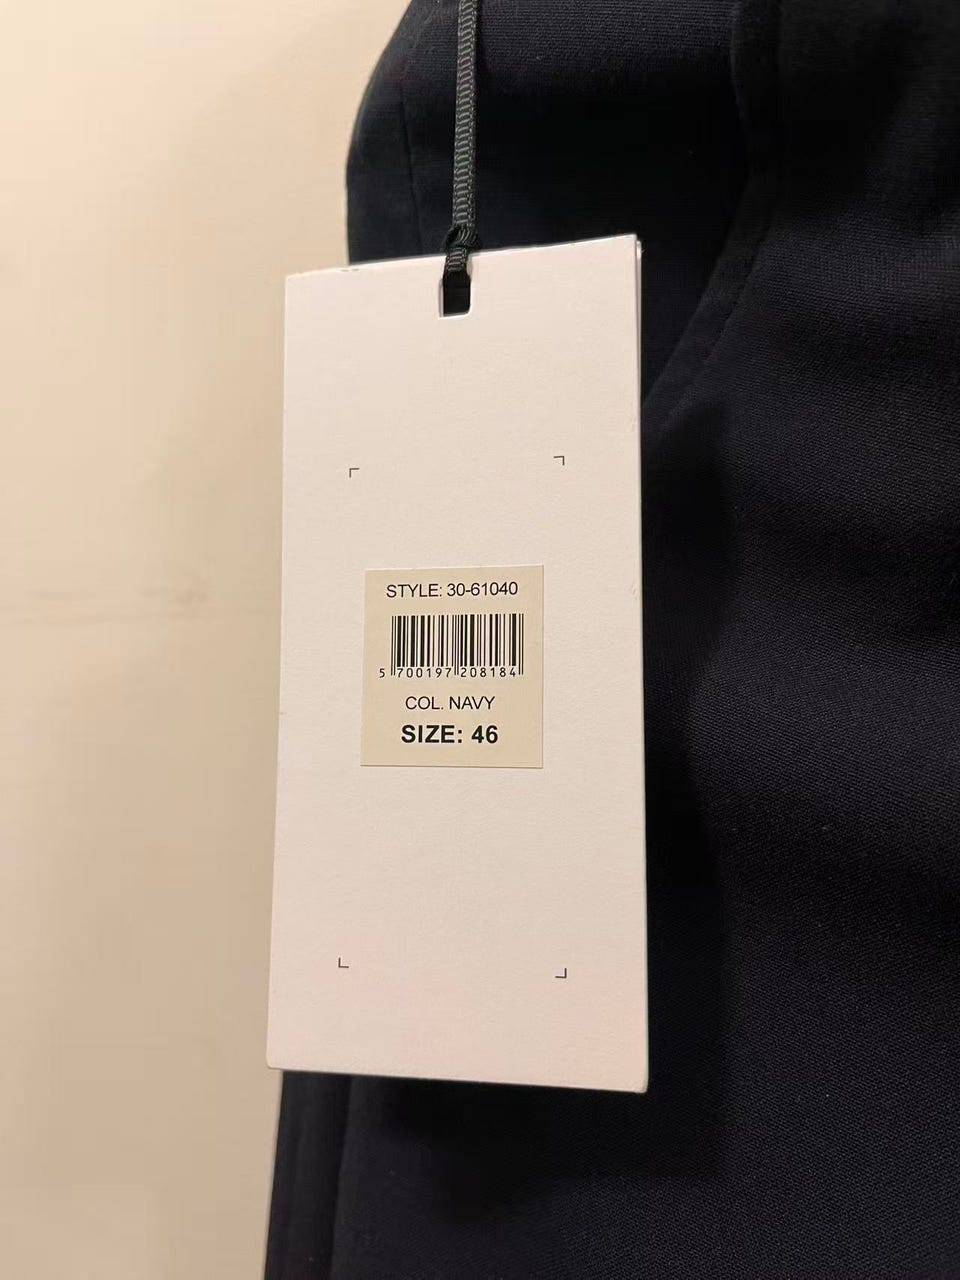 STYLE: 30-61040
5 700197 208184
COL. NAVY
SIZE: 46